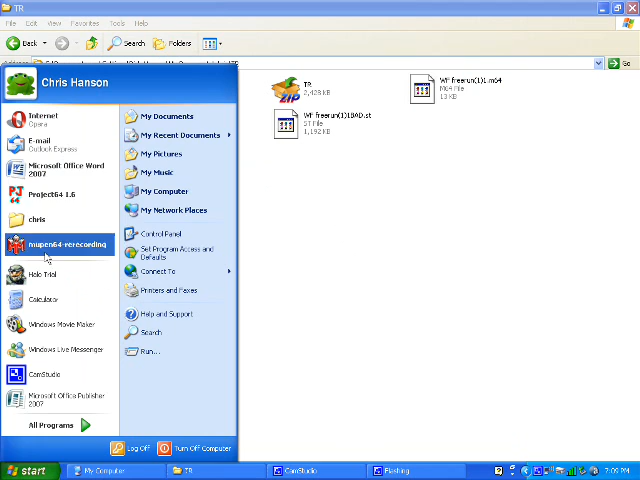 TR
File Edit View Favorites Tools Help
Back Search Folders
Go
Chris Hanson
Internet
Opera
E-mail
Outlook Express
Microsoft Office Word
2007
Project64 1.6
chris
mupen64-rerecording
Halo Trial
Calculator
Windows Movie Maker
Windows Live Messenger
CamStudio
Microsoft Office Publisher
2007
All Programs
My Documents
My Recent Documents
My Pictures
My Music
My Computer
My Network Places
Control Panel
Set Program Access and
Defaults
Connect To
Printers and Faxes
Help and Support
Search
Run...
Log Off Turn Off Computer
TR
2,428 KB
ZIP
WF freerun(1)1.m64
M64 File
13 KB
WF freerun(1)1BAD.st
ST File
1,192 KB
start My Computer TR CamStudio Flashing 7:09 PM